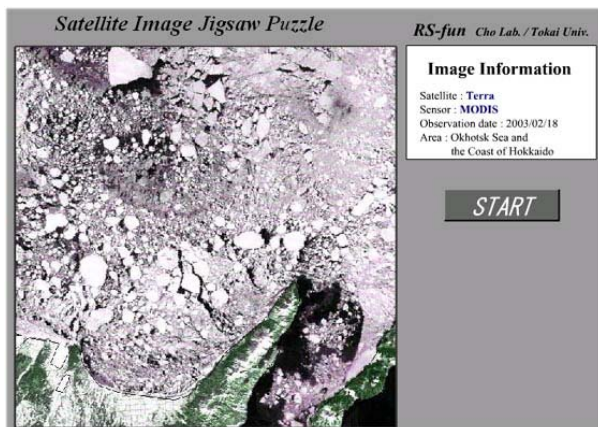 Satellite Image Jigsaw Puzzle
RS-fun Cho Lab. / Tokai Univ.
Image Information
Satellite : Terra
Sensor : MODIS
Observation date : 2003/02/18
Area : Okhotsk Sea and
the Coast of Hokkaido
START